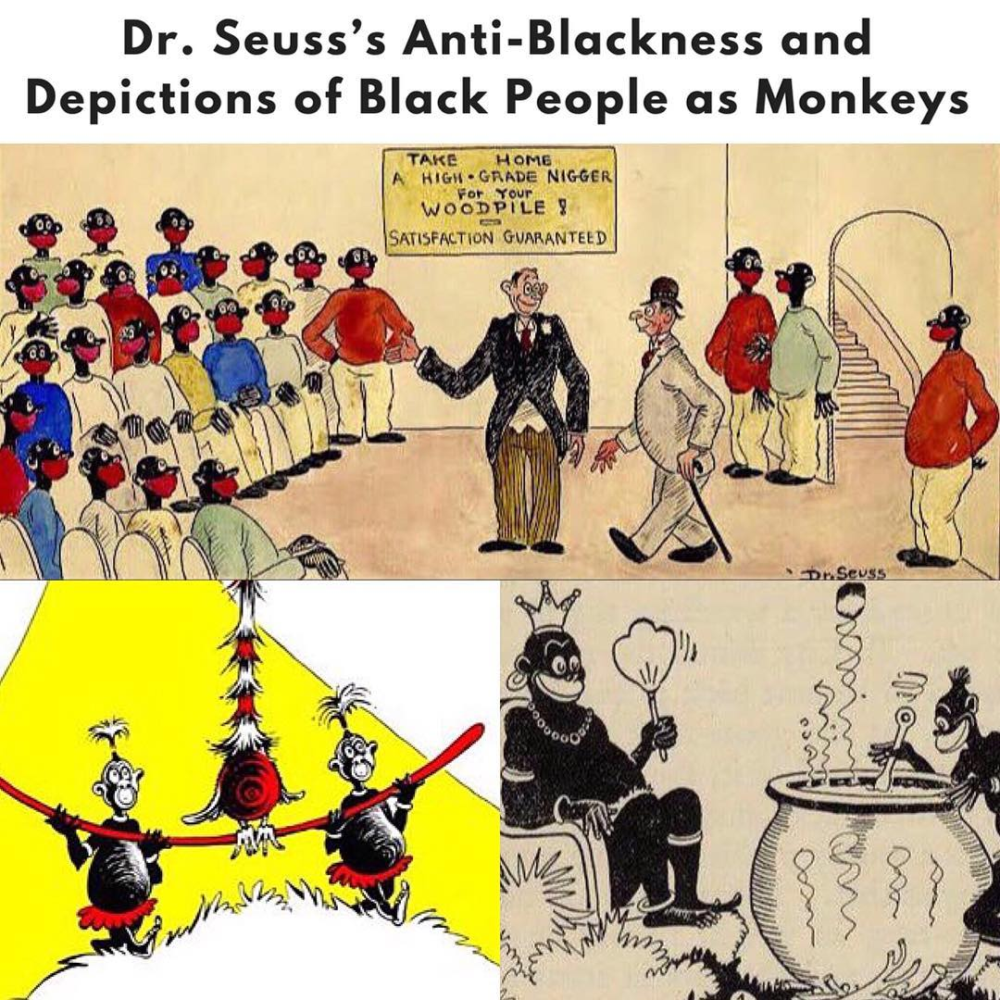 Dr. Seuss's Anti-Blackness and
Depictions of Black People as Monkeys
TAKE HOME
A HIGH-GRADE NIGGER
For Your
WOODPILE !
SATISFACTION GUARANTEED
Dr. Seuss